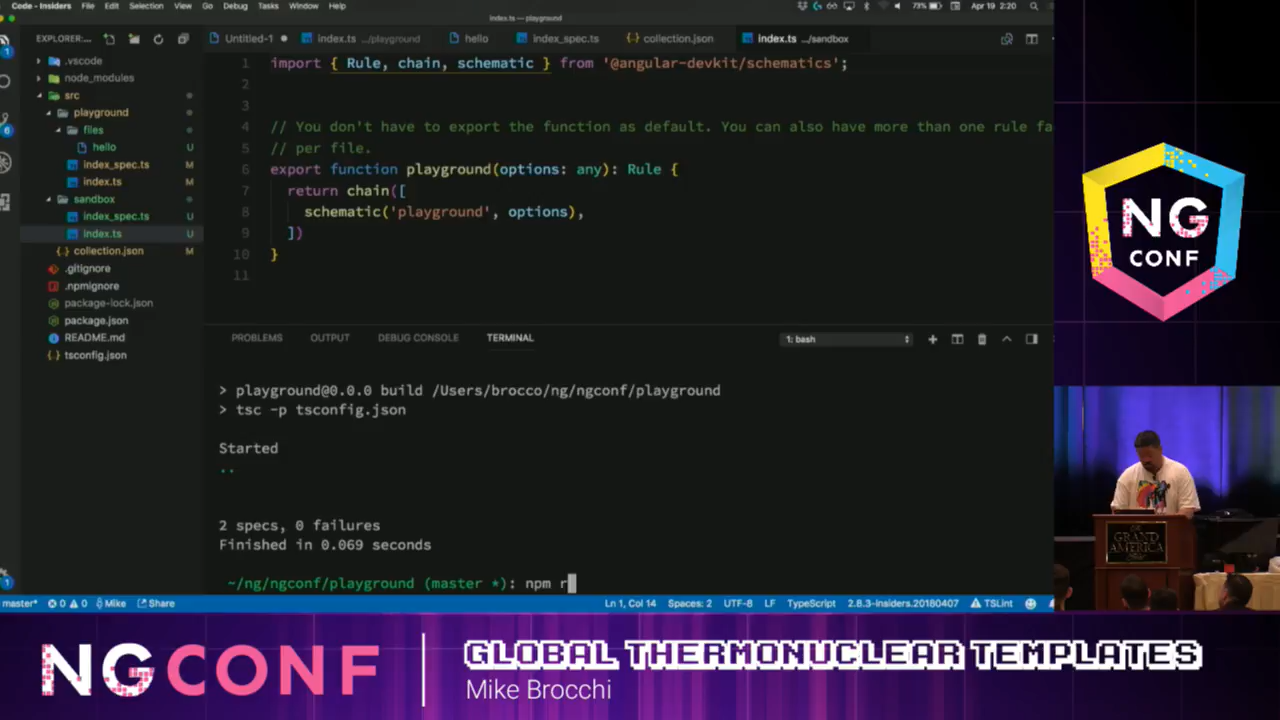 Code - Insiders File Edit Selection View Go Debug Tasks Window Help
73% Apr 19 2:20
index.ts — playground
EXPLORER:...
Untitled-1
index.ts .../playground
hello
index_spec.ts
collection.json
index.ts .../sandbox
.vscode
node_modules
src
playground
files
hello U
index_spec.ts M
index.ts M
sandbox
index_spec.ts U
index.ts U
collection.json M
.gitignore
.npmignore
package-lock.json
package.json
README.md
tsconfig.json
1 import { Rule, chain, schematic } from '@angular-devkit/schematics';
2
3
4 // You don't have to export the function as default. You can also have more than one rule fa
5 // per file.
6 export function playground(options: any): Rule {
7 return chain([
8 schematic('playground', options),
9 ])
10 }
11
PROBLEMS OUTPUT DEBUG CONSOLE TERMINAL
1: bash
> playground@0.0.0 build /Users/brocco/ng/ngconf/playground
> tsc -p tsconfig.json
Started
..
2 specs, 0 failures
Finished in 0.069 seconds
~/ng/ngconf/playground (master *): npm r
master* 0 0 Mike Share
Ln 1, Col 14 Spaces: 2 UTF-8 LF TypeScript 2.8.3-insiders.20180407 TSLint
NG
CONF
GRAND
AMERICA
NGCONF
GLOBAL THERMONUCLEAR TEMPLATES
Mike Brocchi